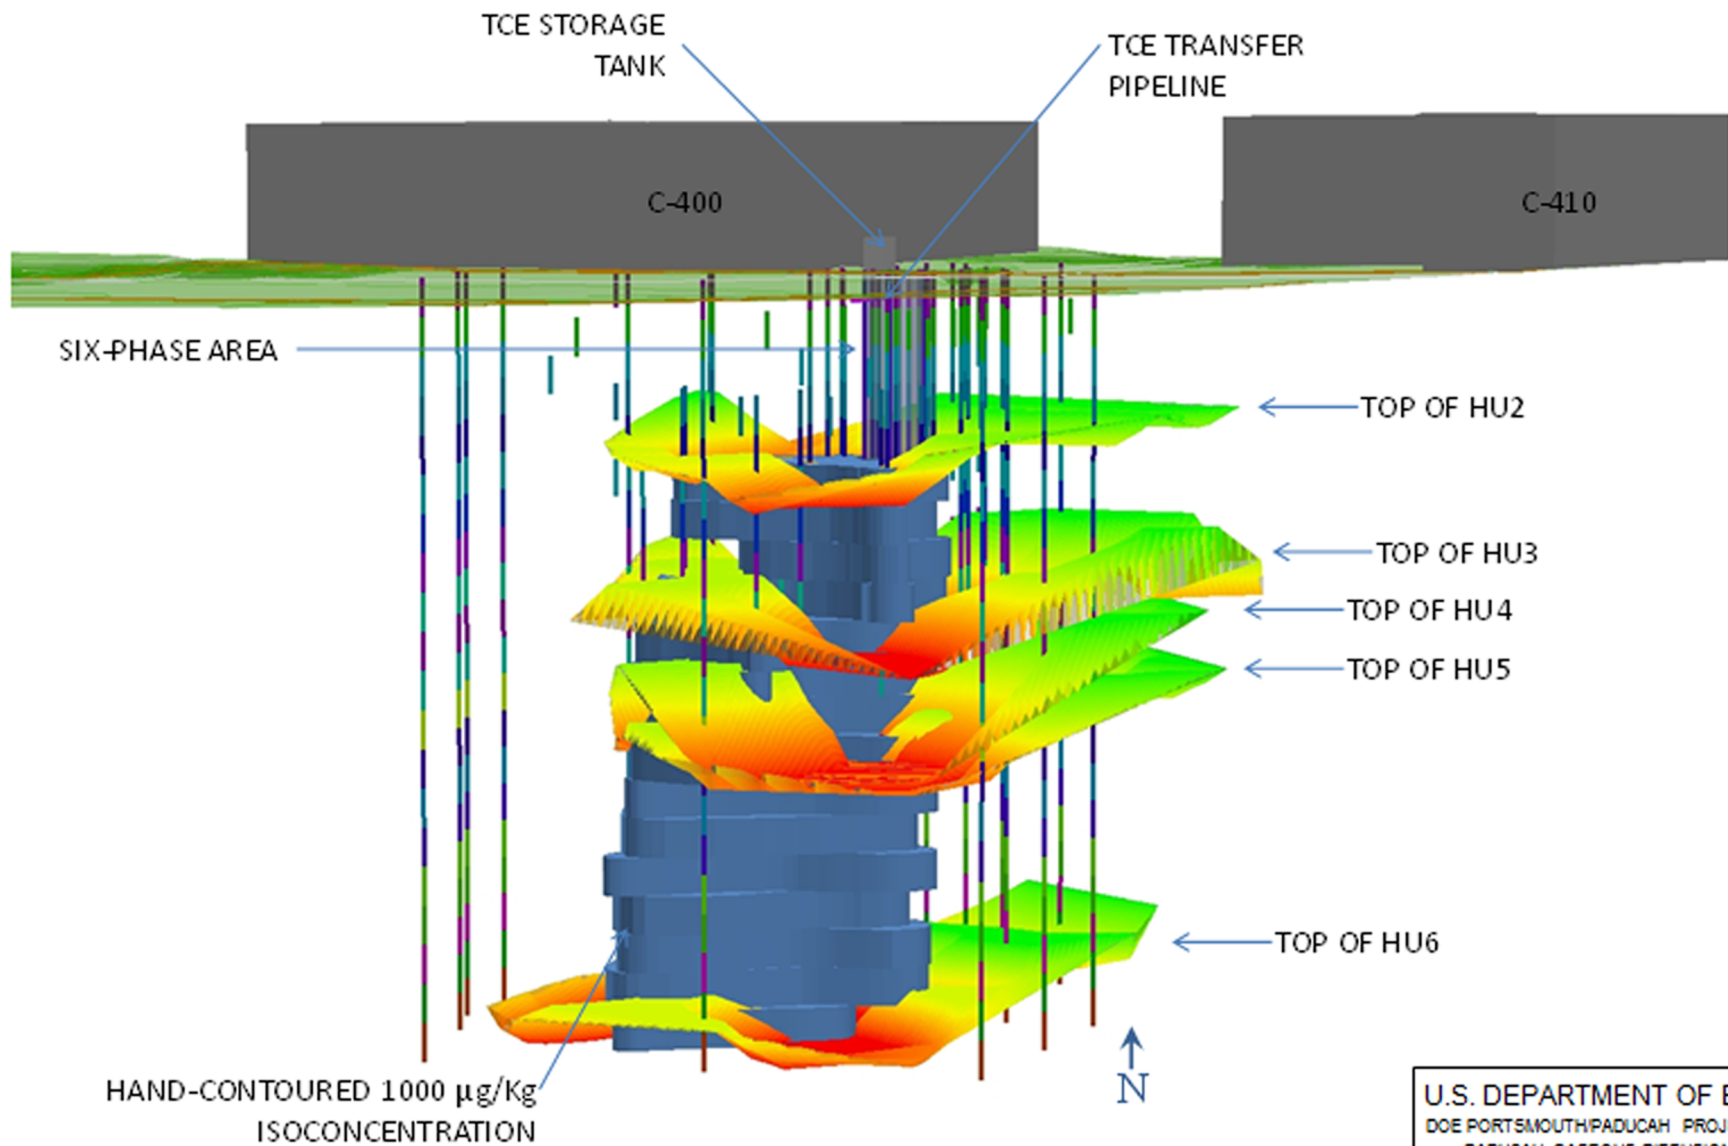 TCE STORAGE
TANK
TCE TRANSFER
PIPELINE
C-400
C-410
SIX-PHASE AREA
TOP OF HU2
TOP OF HU3
TOP OF HU4
TOP OF HU5
TOP OF HU6
HAND-CONTOURED 1000 µg/Kg
ISOCONCENTRATION
N
U.S. DEPARTMENT OF
DOE PORTSMOUTH/PADUCAH